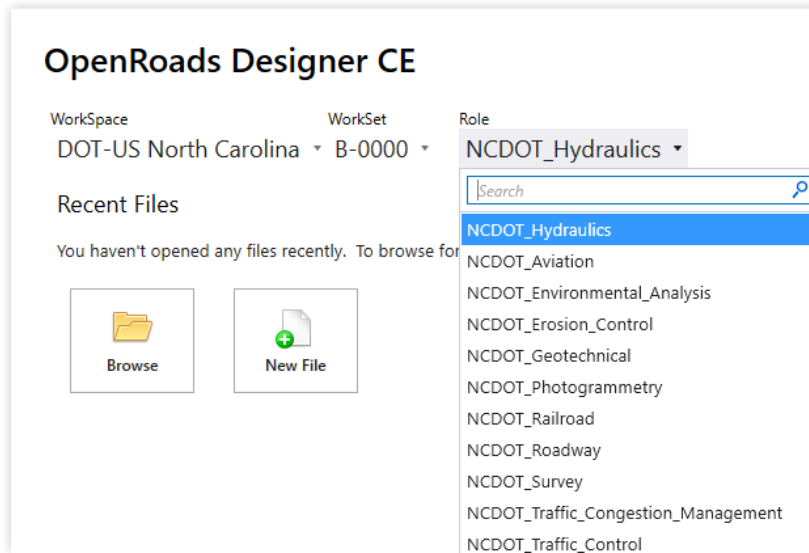 OpenRoads Designer CE
WorkSpace WorkSet Role
DOT-US North Carolina B-0000 NCDOT_Hydraulics
Search
Recent Files
NCDOT_Hydraulics
You haven't opened any files recently. To browse for
NCDOT_Aviation
NCDOT_Environmental_Analysis
NCDOT_Erosion_Control
NCDOT_Geotechnical
Browse New File
NCDOT_Photogrammetry
NCDOT_Railroad
NCDOT_Roadway
NCDOT_Survey
NCDOT_Traffic_Congestion_Management
NCDOT_Traffic_Control